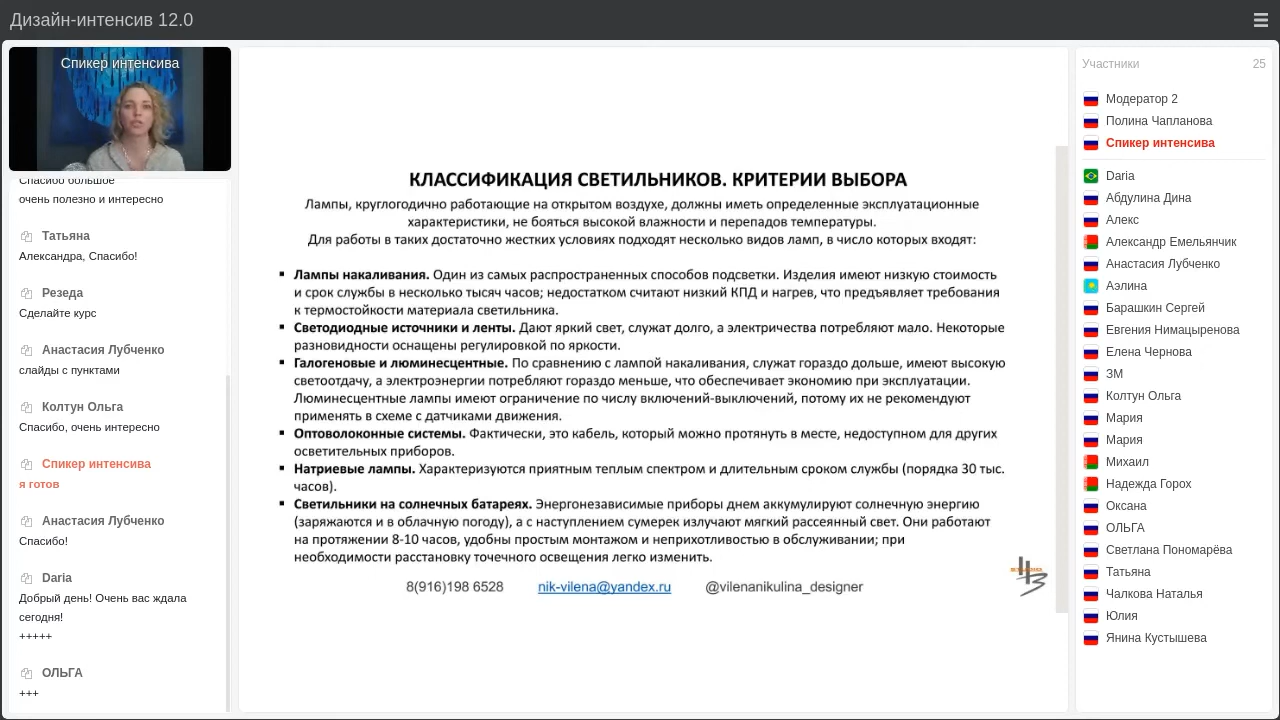 Дизайн-интенсив 12.0
Спикер интенсива
Спасибо большое
очень полезно и интересно
Татьяна
Александра, Спасибо!
Резеда
Сделайте курс
Анастасия Лубченко
слайды с пунктами
Колтун Ольга
Спасибо, очень интересно
Спикер интенсива
я готов
Анастасия Лубченко
Спасибо!
Daria
Добрый день! Очень вас ждала
сегодня!
+++++
ОЛЬГА
+++
КЛАССИФИКАЦИЯ СВЕТИЛЬНИКОВ. КРИТЕРИИ ВЫБОРА
Лампы, круглогодично работающие на открытом воздухе, должны иметь определенные эксплуатационные
характеристики, не бояться высокой влажности и перепадов температуры.
Для работы в таких достаточно жестких условиях подходят несколько видов ламп, в число которых входят:
▪ Лампы накаливания. Один из самых распространенных способов подсветки. Изделия имеют низкую стоимость
и срок службы в несколько тысяч часов; недостатком считают низкий КПД и нагрев, что предъявляет требования
к термостойкости материала светильника.
▪ Светодиодные источники и ленты. Дают яркий свет, служат долго, а электричества потребляют мало. Некоторые
разновидности оснащены регулировкой по яркости.
▪ Галогеновые и люминесцентные. По сравнению с лампой накаливания, служат гораздо дольше, имеют высокую
светоотдачу, а электроэнергии потребляют гораздо меньше, что обеспечивает экономию при эксплуатации.
Люминесцентные лампы имеют ограничение по числу включений-выключений, потому их не рекомендуют
применять в схеме с датчиками движения.
▪ Оптоволоконные системы. Фактически, это кабель, который можно протянуть в месте, недоступном для других
осветительных приборов.
▪ Натриевые лампы. Характеризуются приятным теплым спектром и длительным сроком службы (порядка 30 тыс.
часов).
▪ Светильники на солнечных батареях. Энергонезависимые приборы днем аккумулируют солнечную энергию
(заряжаются и в облачную погоду), а с наступлением сумерек излучают мягкий рассеянный свет. Они работают
на протяжении 8-10 часов, удобны простым монтажом и неприхотливостью в обслуживании; при
необходимости расстановку точечного освещения легко изменить.
8(916)198 6528 nik-vilena@yandex.ru @vilenanikulina_designer
Участники 25
Модератор 2
Полина Чапланова
Спикер интенсива
Daria
Абдулина Дина
Алекс
Александр Емельянчик
Анастасия Лубченко
Аэлина
Барашкин Сергей
Евгения Нимацыренова
Елена Чернова
ЗМ
Колтун Ольга
Мария
Мария
Михаил
Надежда Горох
Оксана
ОЛЬГА
Светлана Пономарёва
Татьяна
Чалкова Наталья
Юлия
Янина Кустышева